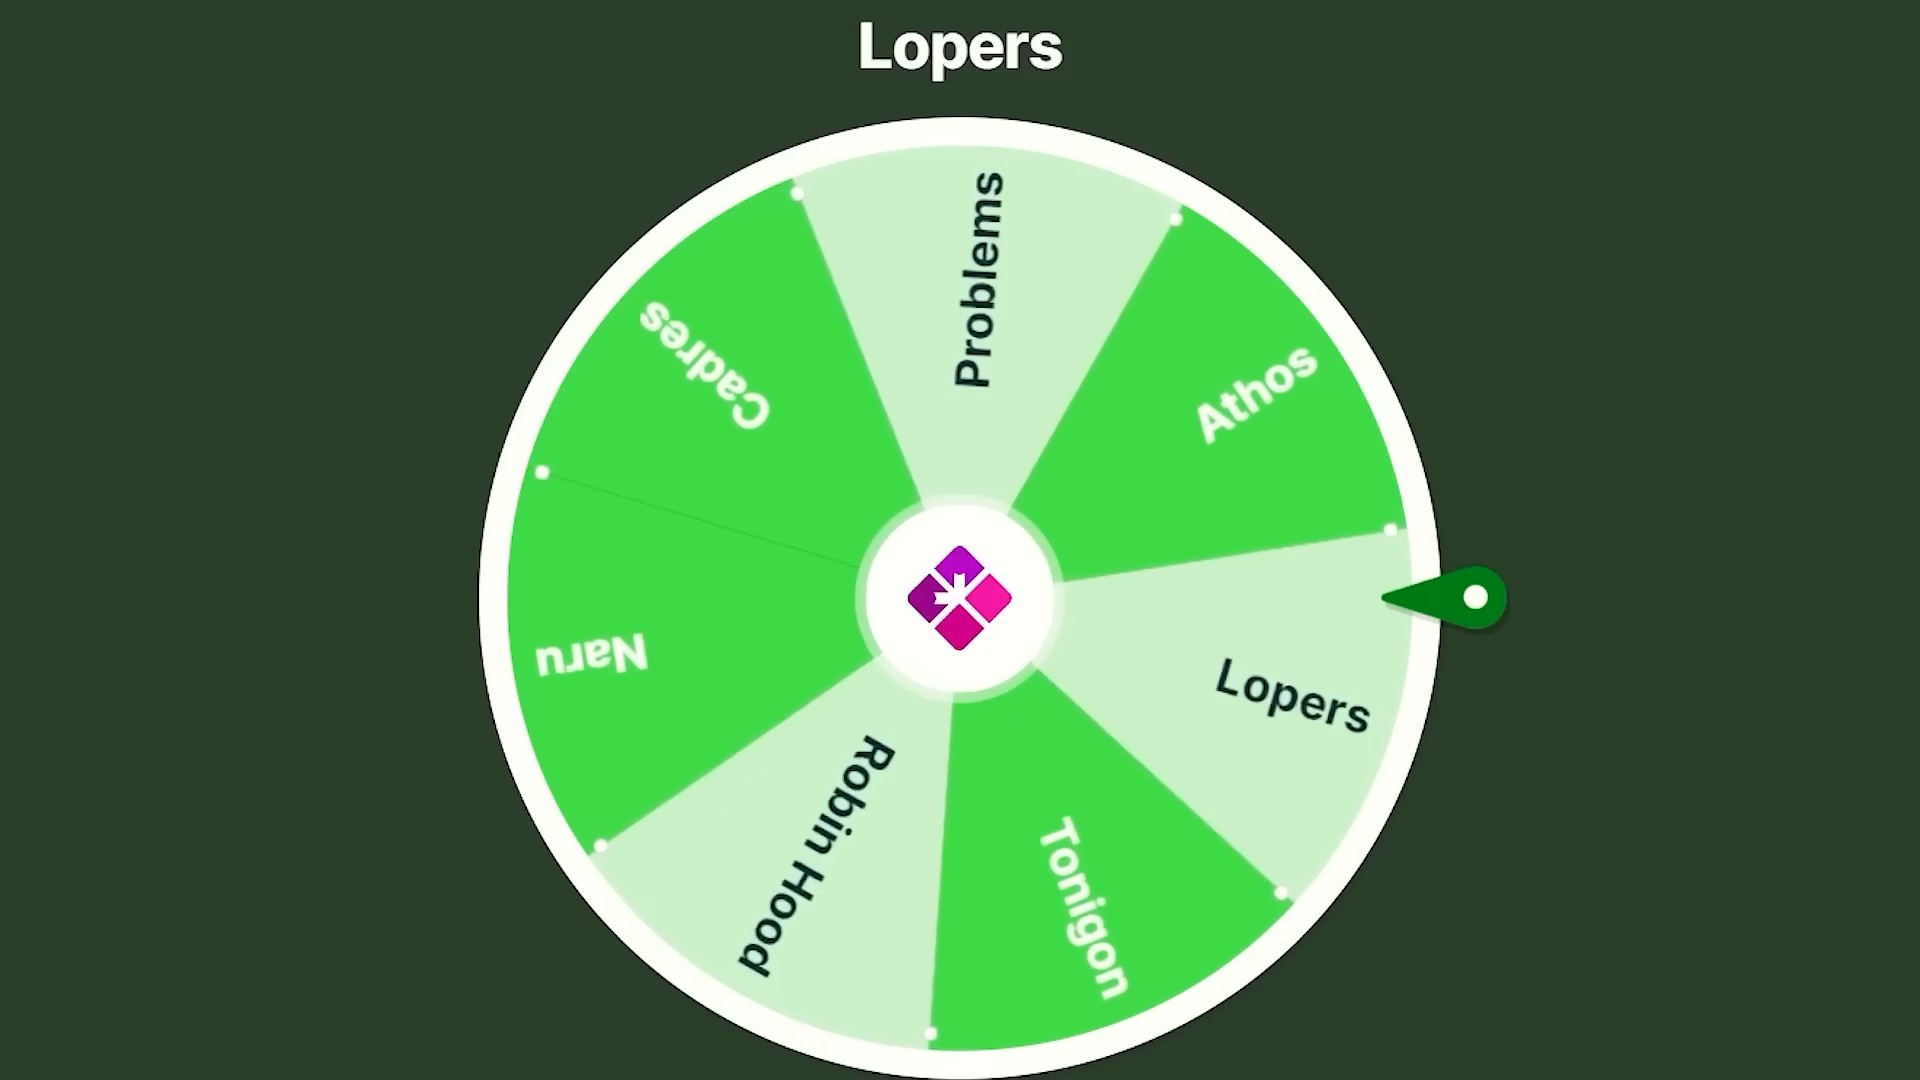 Lopers
Problems
Athos
Lopers
Tonigon
Robin Hood
Naru
Cadres